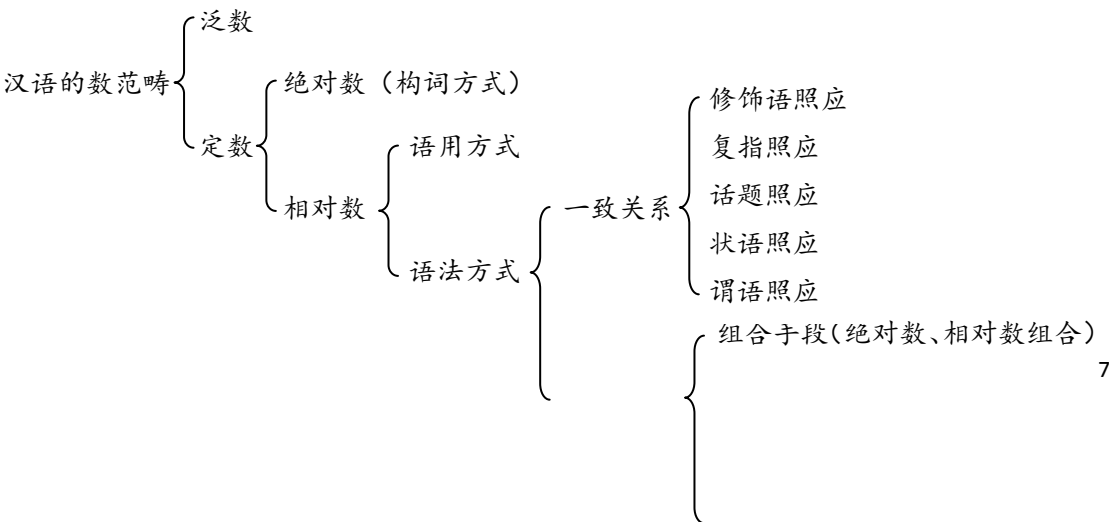 泛数
汉语的数范畴
绝对数（构词方式）
修饰语照应
定数
语用方式
复指照应
相对数
一致关系
话题照应
状语照应
语法方式
谓语照应
组合手段(绝对数、相对数组合)
7